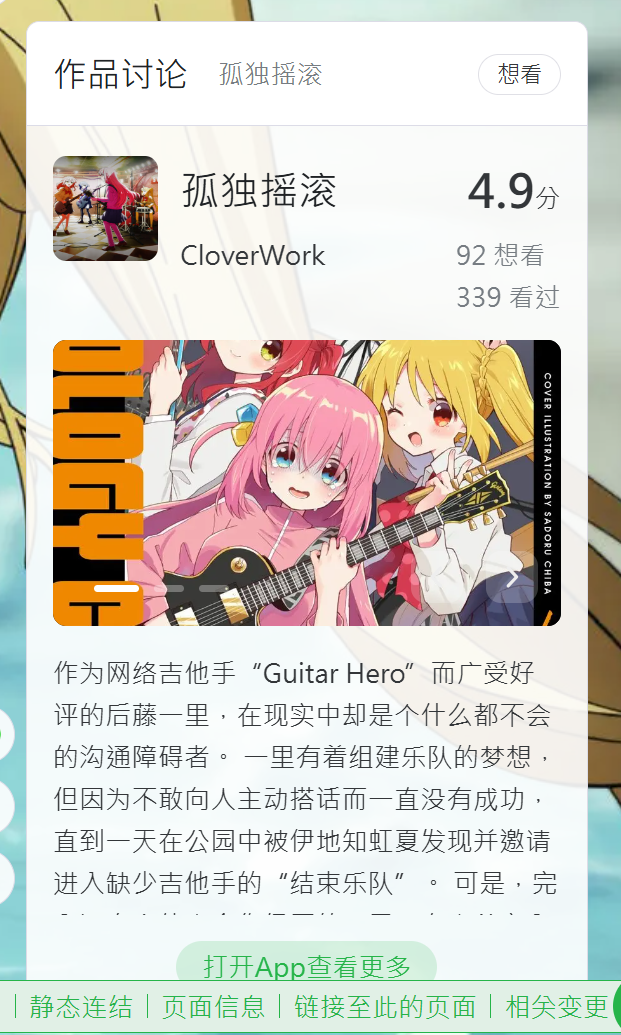 作品讨论 孤独摇滚 想看
孤独摇滚 4.9分
CloverWork 92 想看
339 看过
COVER ILLUSTRATION BY SADORU CHIBA
作为网络吉他手“Guitar Hero”而广受好
评的后藤一里，在现实中却是个什么都不会
的沟通障碍者。 一里有着组建乐队的梦想，
但因为不敢向人主动搭话而一直没有成功，
直到一天在公园中被伊地知虹夏发现并邀请
进入缺少吉他手的“结束乐队”。 可是，完
打开App查看更多
| 静态连结 | 页面信息 | 链接至此的页面 | 相关变更